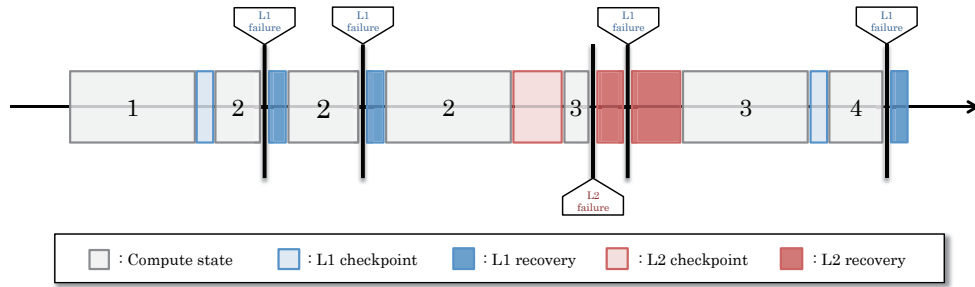 L1
failure
L1
failure
L1
failure
L1
failure
1
2
2
2
3
3
4
L2
failure
: Compute state
: L1 checkpoint
: L1 recovery
: L2 checkpoint
: L2 recovery